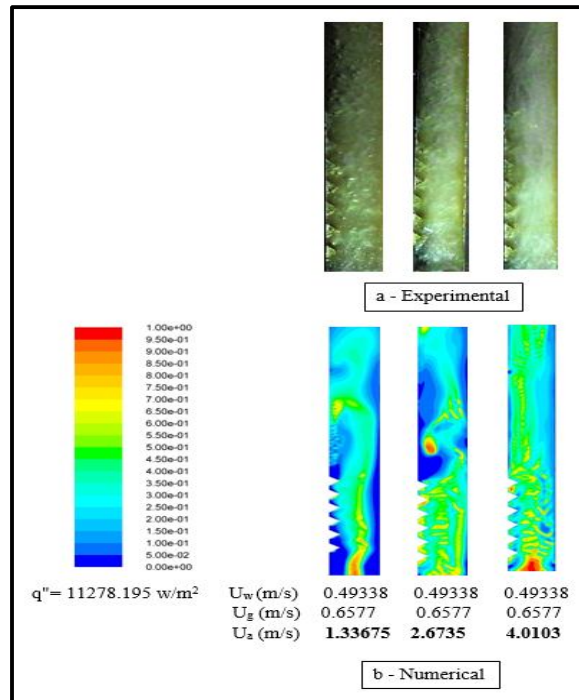 a - Experimental
1.00e+00
9.50e-01
9.00e-01
8.50e-01
8.00e-01
7.50e-01
7.00e-01
6.50e-01
6.00e-01
5.50e-01
5.00e-01
4.50e-01
4.00e-01
3.50e-01
3.00e-01
2.50e-01
2.00e-01
1.50e-01
1.00e-01
5.00e-02
0.00e+00
q"= 11278.195 w/m²
U_w (m/s) 0.49338 0.49338 0.49338
U_g (m/s) 0.6577 0.6577 0.6577
U_a (m/s) 1.33675 2.6735 4.0103
b - Numerical